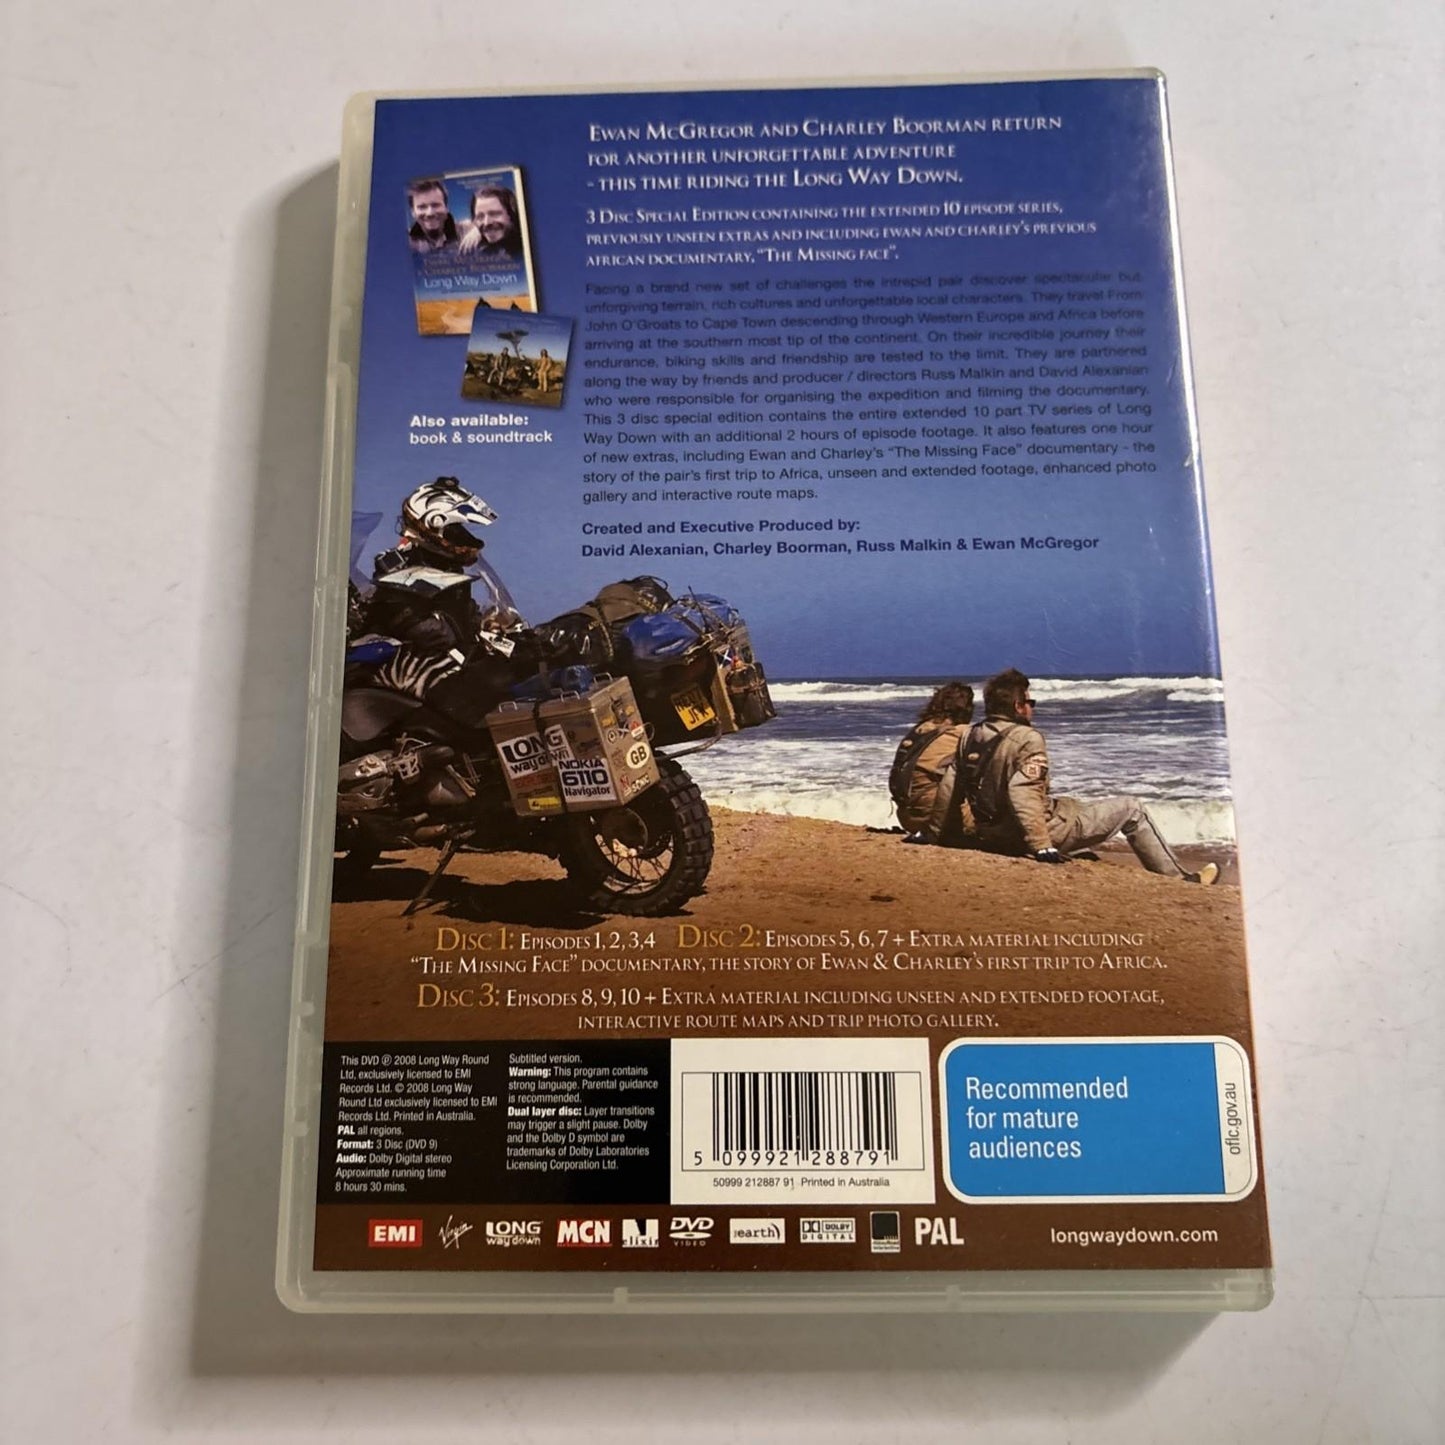 EWAN MCGREGOR AND CHARLEY BOORMAN RETURN
FOR ANOTHER UNFORGETTABLE ADVENTURE
- THIS TIME RIDING THE LONG WAY DOWN.
3 DISC SPECIAL EDITION CONTAINING THE EXTENDED 10 EPISODE SERIES,
PREVIOUSLY UNSEEN EXTRAS AND INCLUDING EWAN AND CHARLEY'S PREVIOUS
AFRICAN DOCUMENTARY, "THE MISSING FACE".
Facing a brand new set of challenges the intrepid pair discover spectacular but
unforgiving terrain, rich cultures and unforgettable local characters. They travel From
John O'Groats to Cape Town descending through Western Europe and Africa before
arriving at the southern most tip of the continent. On their incredible journey their
endurance, biking skills and friendship are tested to the limit. They are partnered
along the way by friends and producer / directors Russ Malkin and David Alexanian
who were responsible for organising the expedition and filming the documentary.
This 3 disc special edition contains the entire extended 10 part TV series of Long
Way Down with an additional 2 hours of episode footage. It also features one hour
of new extras, including Ewan and Charley's "The Missing Face" documentary - the
story of the pair's first trip to Africa, unseen and extended footage, enhanced photo
gallery and interactive route maps.
Created and Executive Produced by:
David Alexanian, Charley Boorman, Russ Malkin & Ewan McGregor
EWAN MCGREGOR
CHARLEY BOORMAN
Long Way Down
Also available:
book & soundtrack
LONG
way down
NOKIA
6110
Navigator
GB
JFK
DISC 1: EPISODES 1, 2, 3, 4 DISC 2: EPISODES 5, 6, 7 + EXTRA MATERIAL INCLUDING
"THE MISSING FACE" DOCUMENTARY, THE STORY OF EWAN & CHARLEY'S FIRST TRIP TO AFRICA.
DISC 3: EPISODES 8, 9, 10 + EXTRA MATERIAL INCLUDING UNSEEN AND EXTENDED FOOTAGE,
INTERACTIVE ROUTE MAPS AND TRIP PHOTO GALLERY.
This DVD ℗ 2008 Long Way Round
Ltd, exclusively licensed to EMI
Records Ltd. © 2008 Long Way
Round Ltd exclusively licensed to EMI
Records Ltd. Printed in Australia.
PAL all regions.
Format: 3 Disc (DVD 9)
Audio: Dolby Digital stereo
Approximate running time
8 hours 30 mins.
Subtitled version.
Warning: This program contains
strong language. Parental guidance
is recommended.
Dual layer disc: Layer transitions
may trigger a slight pause. Dolby
and the Dolby D symbol are
trademarks of Dolby Laboratories
Licensing Corporation Ltd.
5 099921 288791
50999 212887 91 Printed in Australia
Recommended
for mature
audiences
oflc.gov.au
EMI Virgin LONG way down MCN elixir DVD VIDEO :earth) DOLBY DIGITAL PAL
longwaydown.com